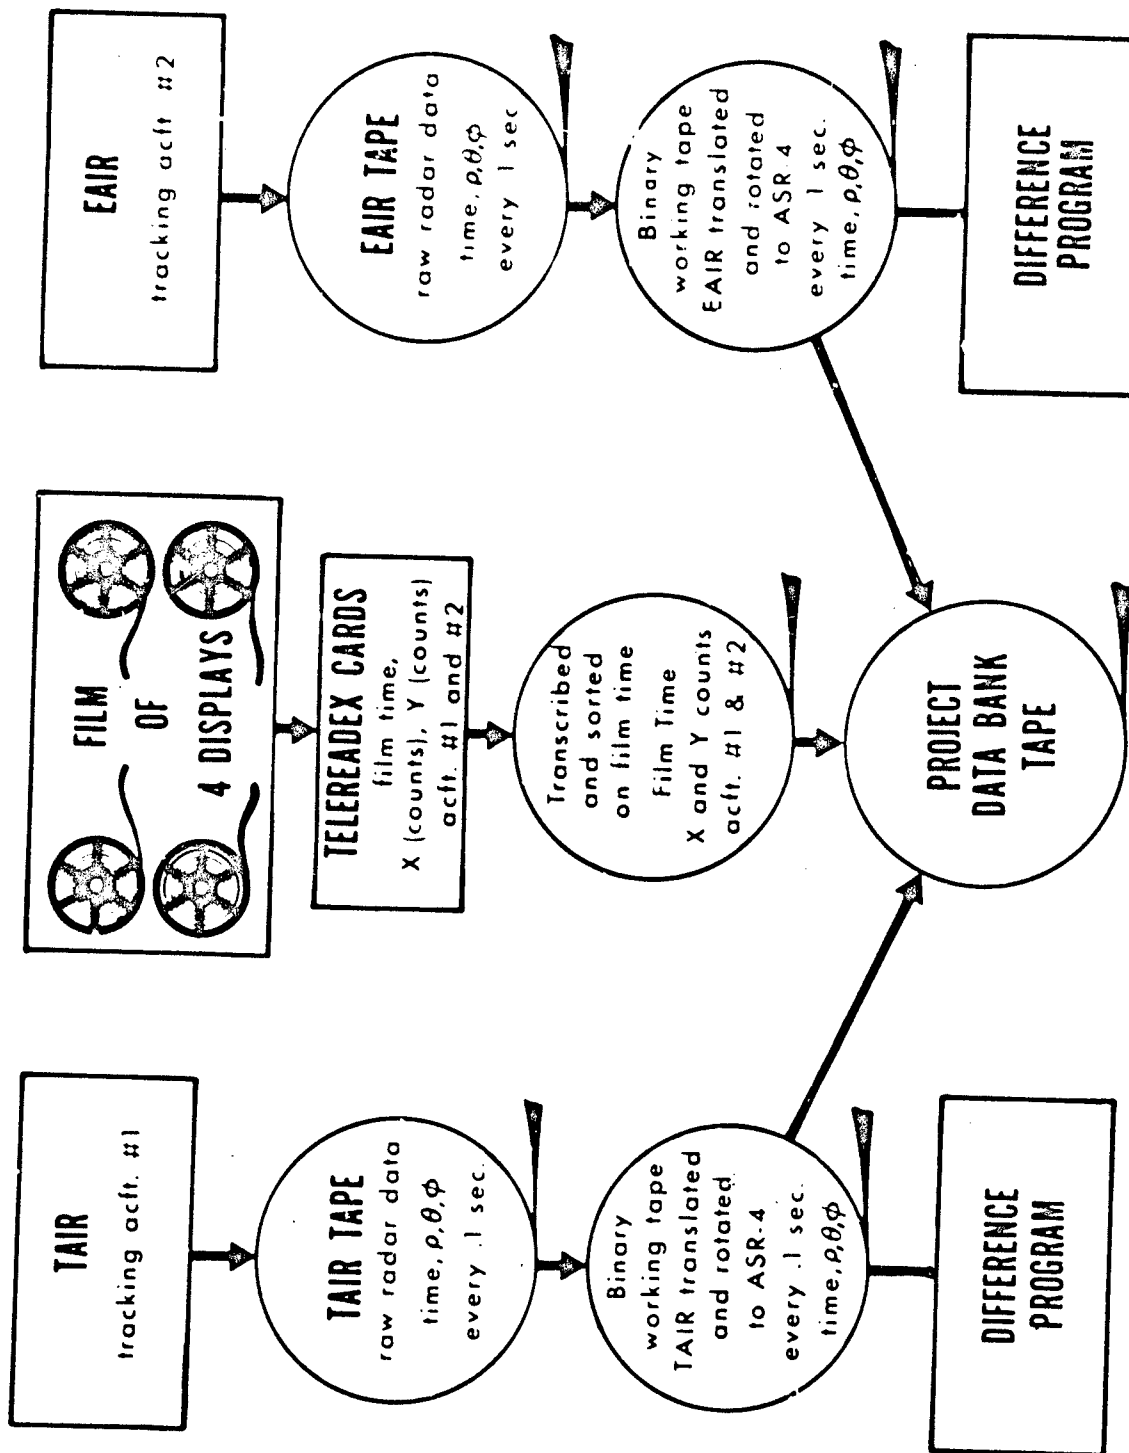 TAIR
tracking acft. #1
TAIR TAPE
raw radar data
time, ρ,θ,ϕ
every .1 sec.
Binary
working tape
TAIR translated
and rotated
to ASR-4
every .1 sec.
time, ρ,θ,ϕ
DIFFERENCE
PROGRAM
FILM
OF
4 DISPLAYS
TELEREADEX CARDS
film time,
X (counts), Y (counts)
acft. #1 and #2
Transcribed
and sorted
on film time
Film Time
X and Y counts
acft. #1 & #2
PROJECT
DATA BANK
TAPE
EAIR
tracking acft #2
EAIR TAPE
raw radar data
time, ρ,θ,ϕ
every 1 sec
Binary
working tape
EAIR translated
and rotated
to ASR-4
every 1 sec.
time, ρ,θ,ϕ
DIFFERENCE
PROGRAM